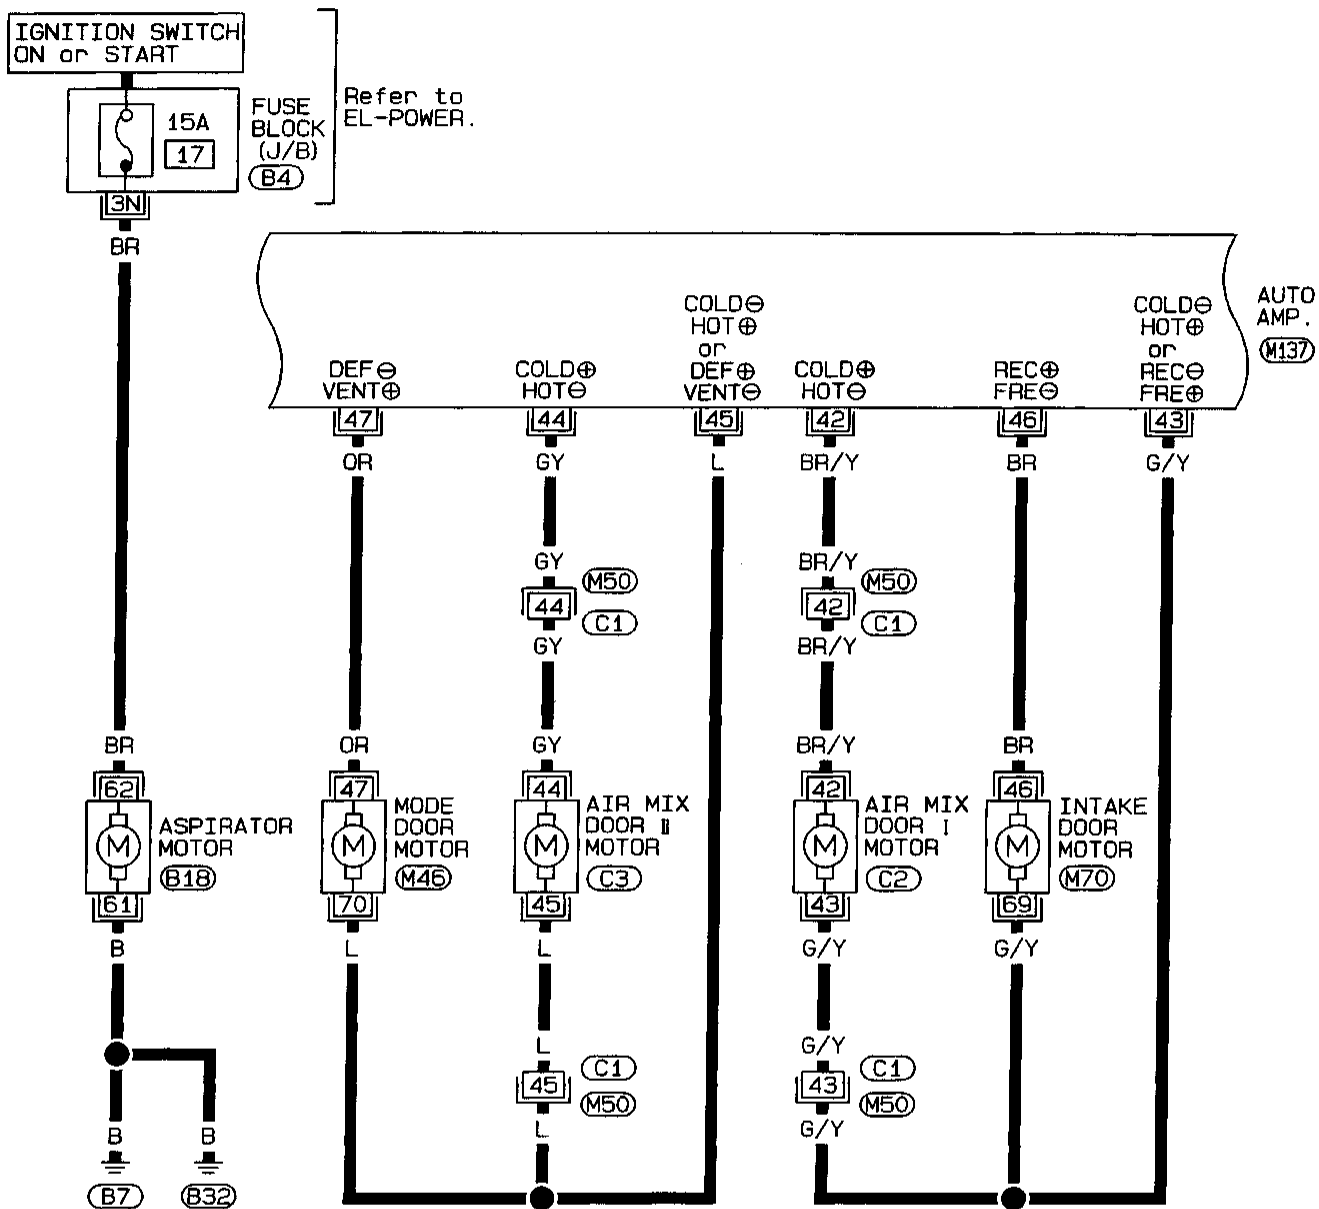 IGNITION SWITCH
ON or START
15A
17
FUSE
BLOCK
(J/B)
B4
Refer to
EL-POWER.
3N
BR
DEF⊖
VENT⊕
COLD⊕
HOT⊖
COLD⊖
HOT⊕
or
DEF⊕
VENT⊖
COLD⊕
HOT⊖
REC⊕
FRE⊖
COLD⊖
HOT⊕
or
REC⊖
FRE⊕
AUTO
AMP.
M137
47 44 45 42 46 43
OR GY L BR/Y BR G/Y
GY BR/Y
M50 M50
44 42
C1 C1
GY BR/Y
BR OR GY BR/Y BR
62 47 44 42 46
M
ASPIRATOR
MOTOR
B18
M
MODE
DOOR
MOTOR
M46
M
AIR MIX
DOOR Ⅱ
MOTOR
C3
M
AIR MIX
DOOR Ⅰ
MOTOR
C2
M
INTAKE
DOOR
MOTOR
M70
61 70 45 43 69
B L L G/Y G/Y
L G/Y
C1 C1
45 43
M50 M50
L G/Y
B B
B7 B32